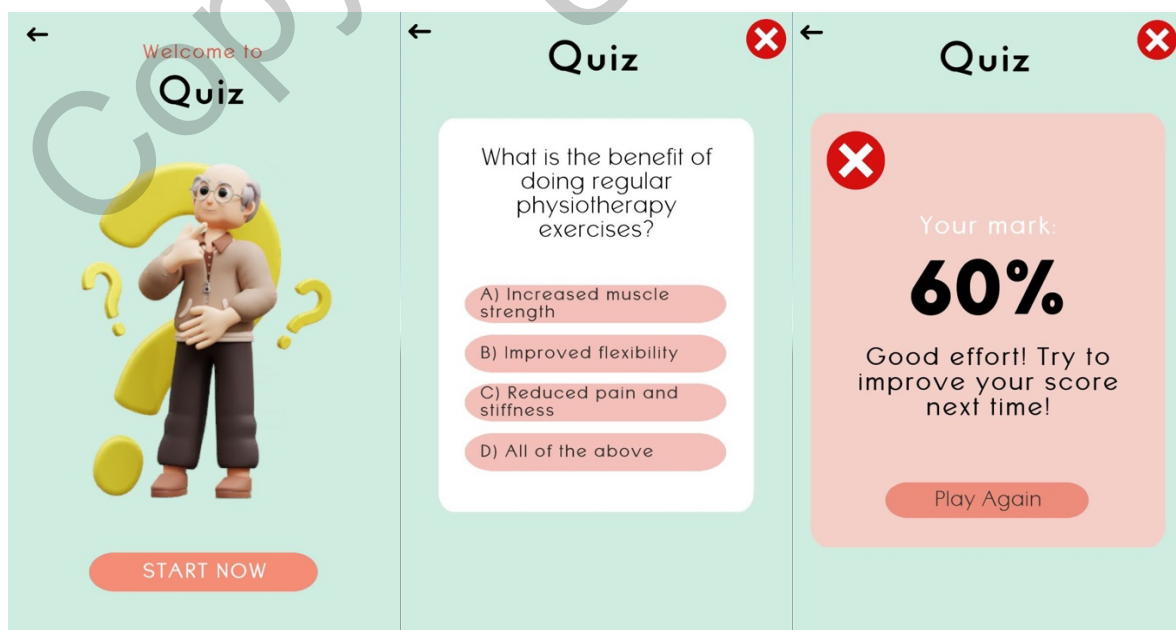 Copy
Welcome to
Quiz
START NOW
Quiz
What is the benefit of
doing regular
physiotherapy
exercises?
A) Increased muscle
strength
B) Improved flexibility
C) Reduced pain and
stiffness
D) All of the above
Quiz
Your mark:
60%
Good effort! Try to
improve your score
next time!
Play Again